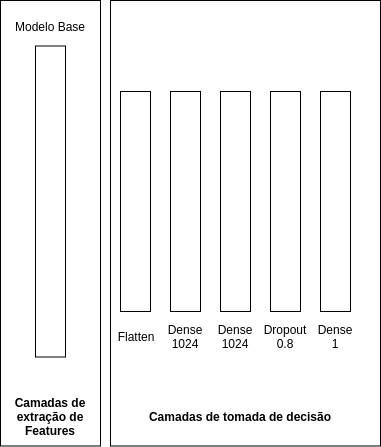 Modelo Base
Camadas de
extração de
Features
Flatten
Dense
1024
Dense
1024
Dropout
0.8
Dense
1
Camadas de tomada de decisão